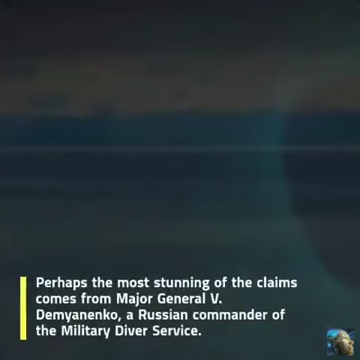 Perhaps the most stunning of the claims
comes from Major General V.
Demyanenko, a Russian commander of
the Military Diver Service.